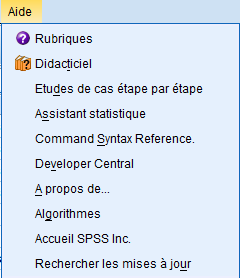 Aide
Rubriques
Didacticiel
Etudes de cas étape par étape
Assistant statistique
Command Syntax Reference.
Developer Central
A propos de...
Algorithmes
Accueil SPSS Inc.
Rechercher les mises à jour